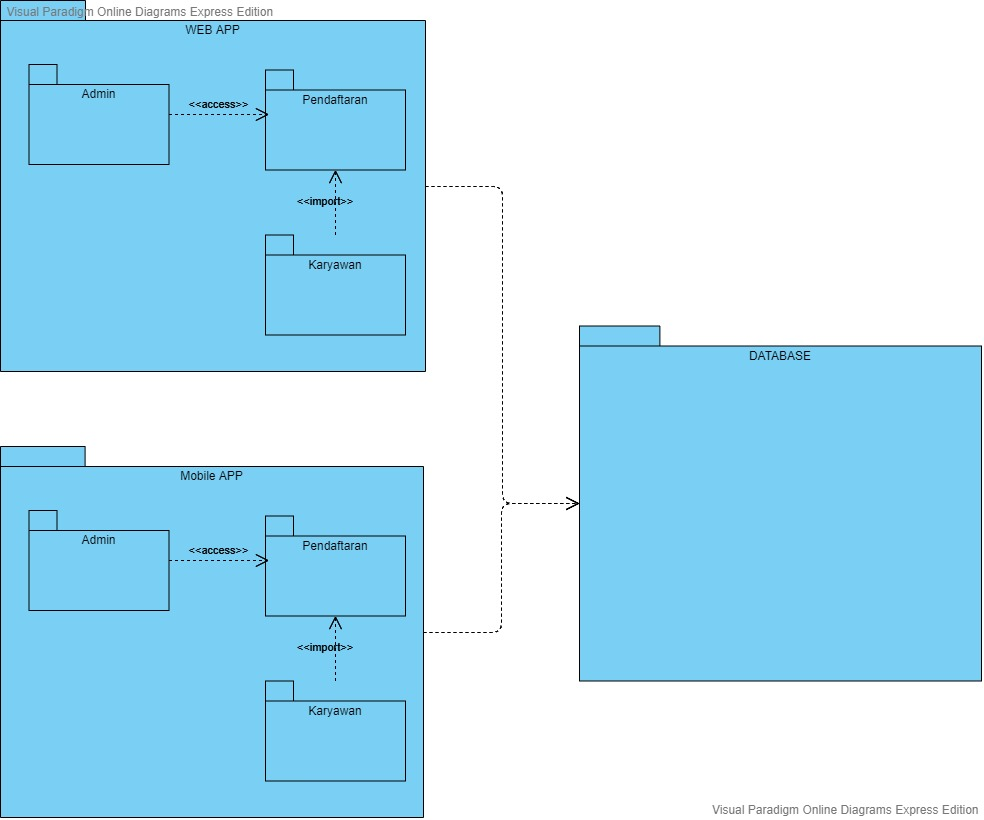 Visual Paradigm Online Diagrams Express Edition
WEB APP
Admin
<<access>>
Pendaftaran
<<import>>
Karyawan
DATABASE
Mobile APP
Admin
<<access>>
Pendaftaran
<<import>>
Karyawan
Visual Paradigm Online Diagrams Express Edition